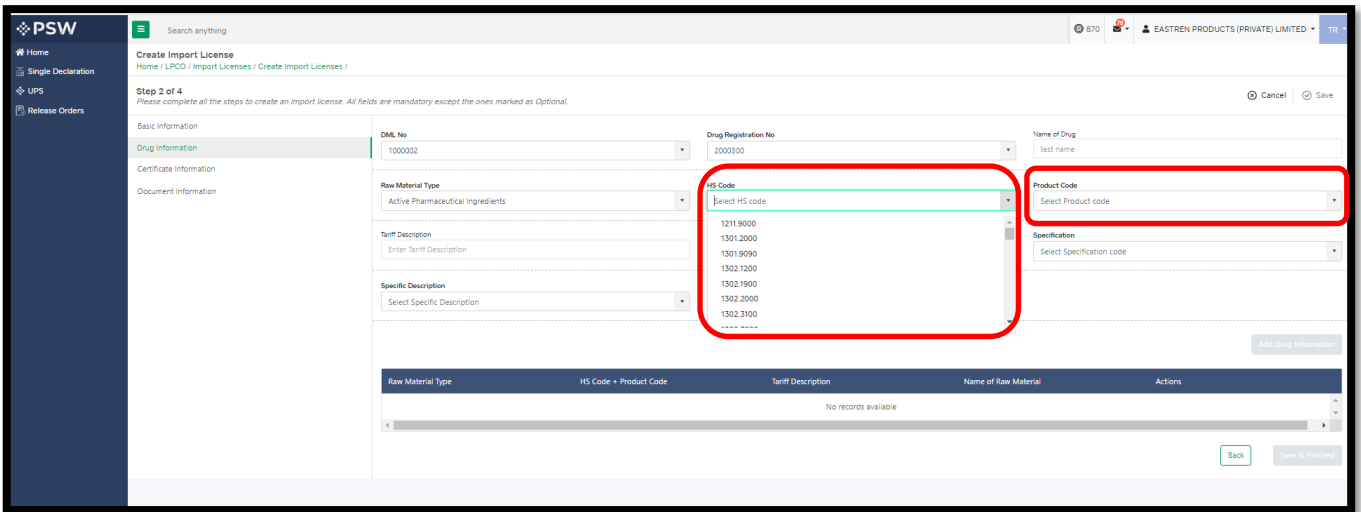 PSW
Search anything
870
76
EASTREN PRODUCTS (PRIVATE) LIMITED
TR
Home
Single Declaration
UPS
Release Orders
Create Import License
Home / LPCO / Import Licenses / Create Import Licenses /
Step 2 of 4
Please complete all the steps to create an import license. All fields are mandatory except the ones marked as Optional.
Cancel
Save
Basic Information
Drug Information
Certificate Information
Document Information
DML No
1000002
Drug Registration No
2000300
Name of Drug
test name
Raw Material Type
Active Pharmaceutical Ingredients
HS Code
Select HS code
Product Code
Select Product code
1211.9000
1301.2000
1301.9090
1302.1200
1302.1900
1302.2000
1302.3100
Tariff Description
Enter Tariff Description
Specification
Select Specification code
Specific Description
Select Specific Description
Add Drug Information
Raw Material Type
HS Code + Product Code
Tariff Description
Name of Raw Material
Actions
No records available
Back
Save & Proceed